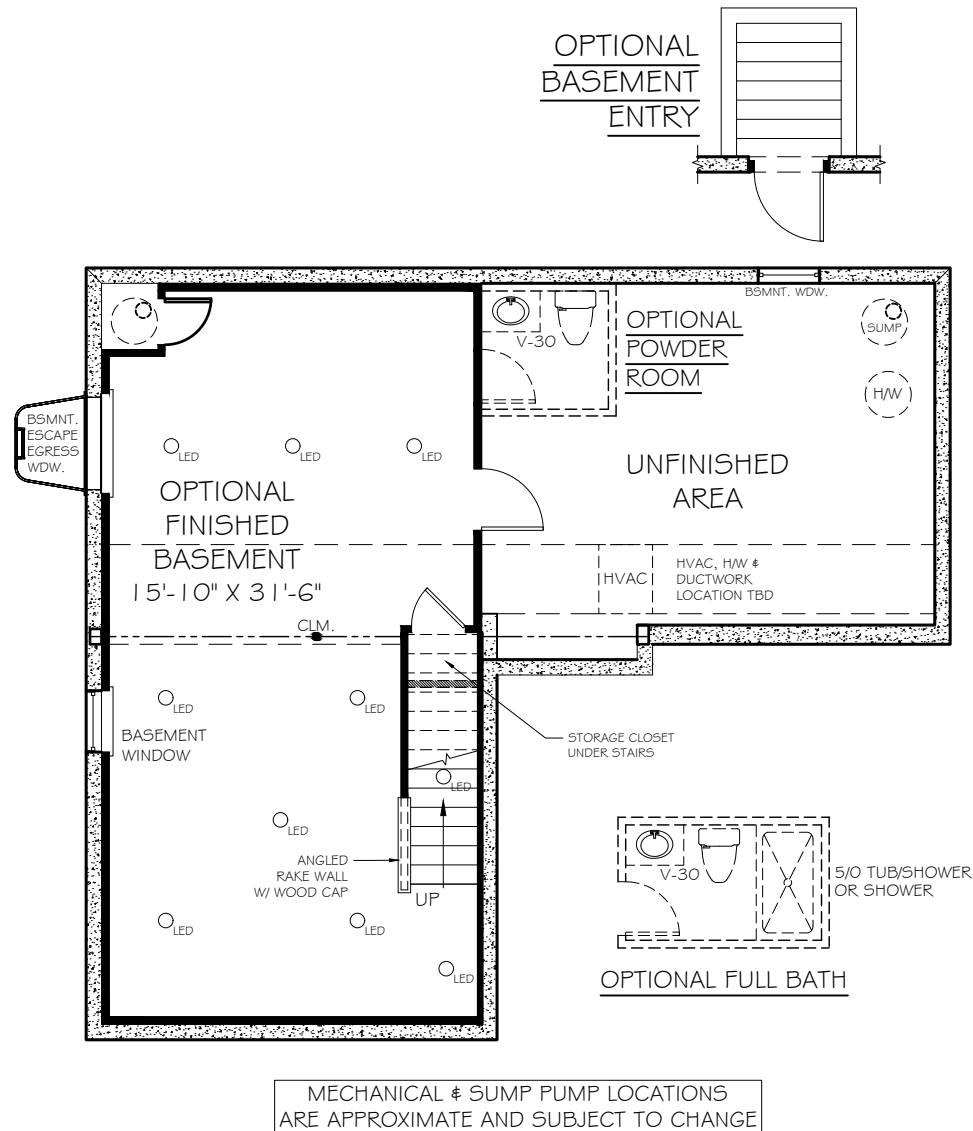 OPTIONAL
BASEMENT
ENTRY
BSMNT. WDW.
V-30
OPTIONAL
POWDER
ROOM
SUMP
H/W
BSMNT.
ESCAPE
EGRESS
WDW.
LED
LED
LED
OPTIONAL
FINISHED
BASEMENT
15'-10" X 31'-6"
UNFINISHED
AREA
HVAC
HVAC, H/W &
DUCTWORK
LOCATION TBD
CLM.
LED
LED
BASEMENT
WINDOW
STORAGE CLOSET
UNDER STAIRS
LED
LED
ANGLED
RAKE WALL
W/ WOOD CAP
UP
LED
LED
LED
V-30
5/0 TUB/SHOWER
OR SHOWER
OPTIONAL FULL BATH
MECHANICAL & SUMP PUMP LOCATIONS
ARE APPROXIMATE AND SUBJECT TO CHANGE